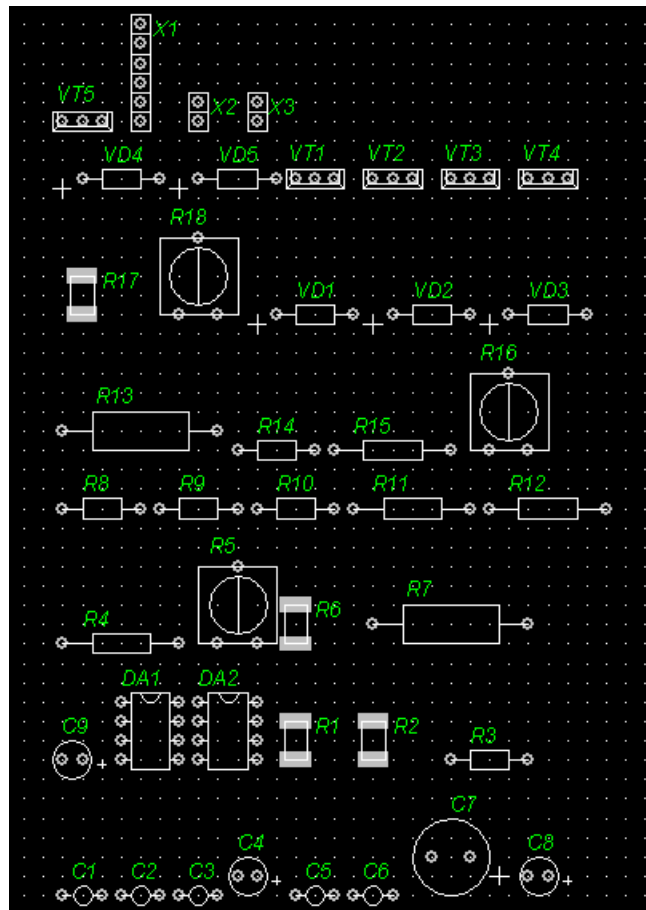 X1
VT5 X2 X3
VD4 VD5 VT1 VT2 VT3 VT4
R18
R17 VD1 VD2 VD3
R16
R13
R14 R15
R8 R9 R10 R11 R12
R5
R4 R6 R7
DA1 DA2
C9 R1 R2 R3
C7
C4 C8
C1 C2 C3 C5 C6